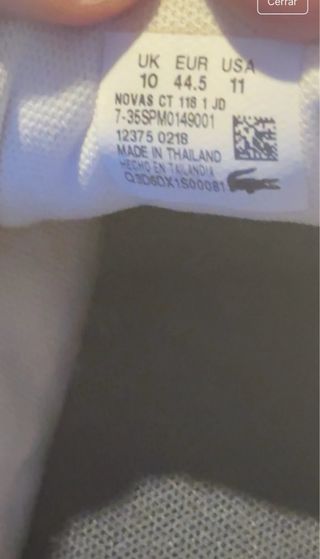 Cerrar
UK EUR USA
10 44.5 11
NOVAS CT 118 1 JD
7-35SPM0149001
12375 0218
MADE IN THAILAND
HECHO EN TAILANDIA
Q3D6DX1S00081